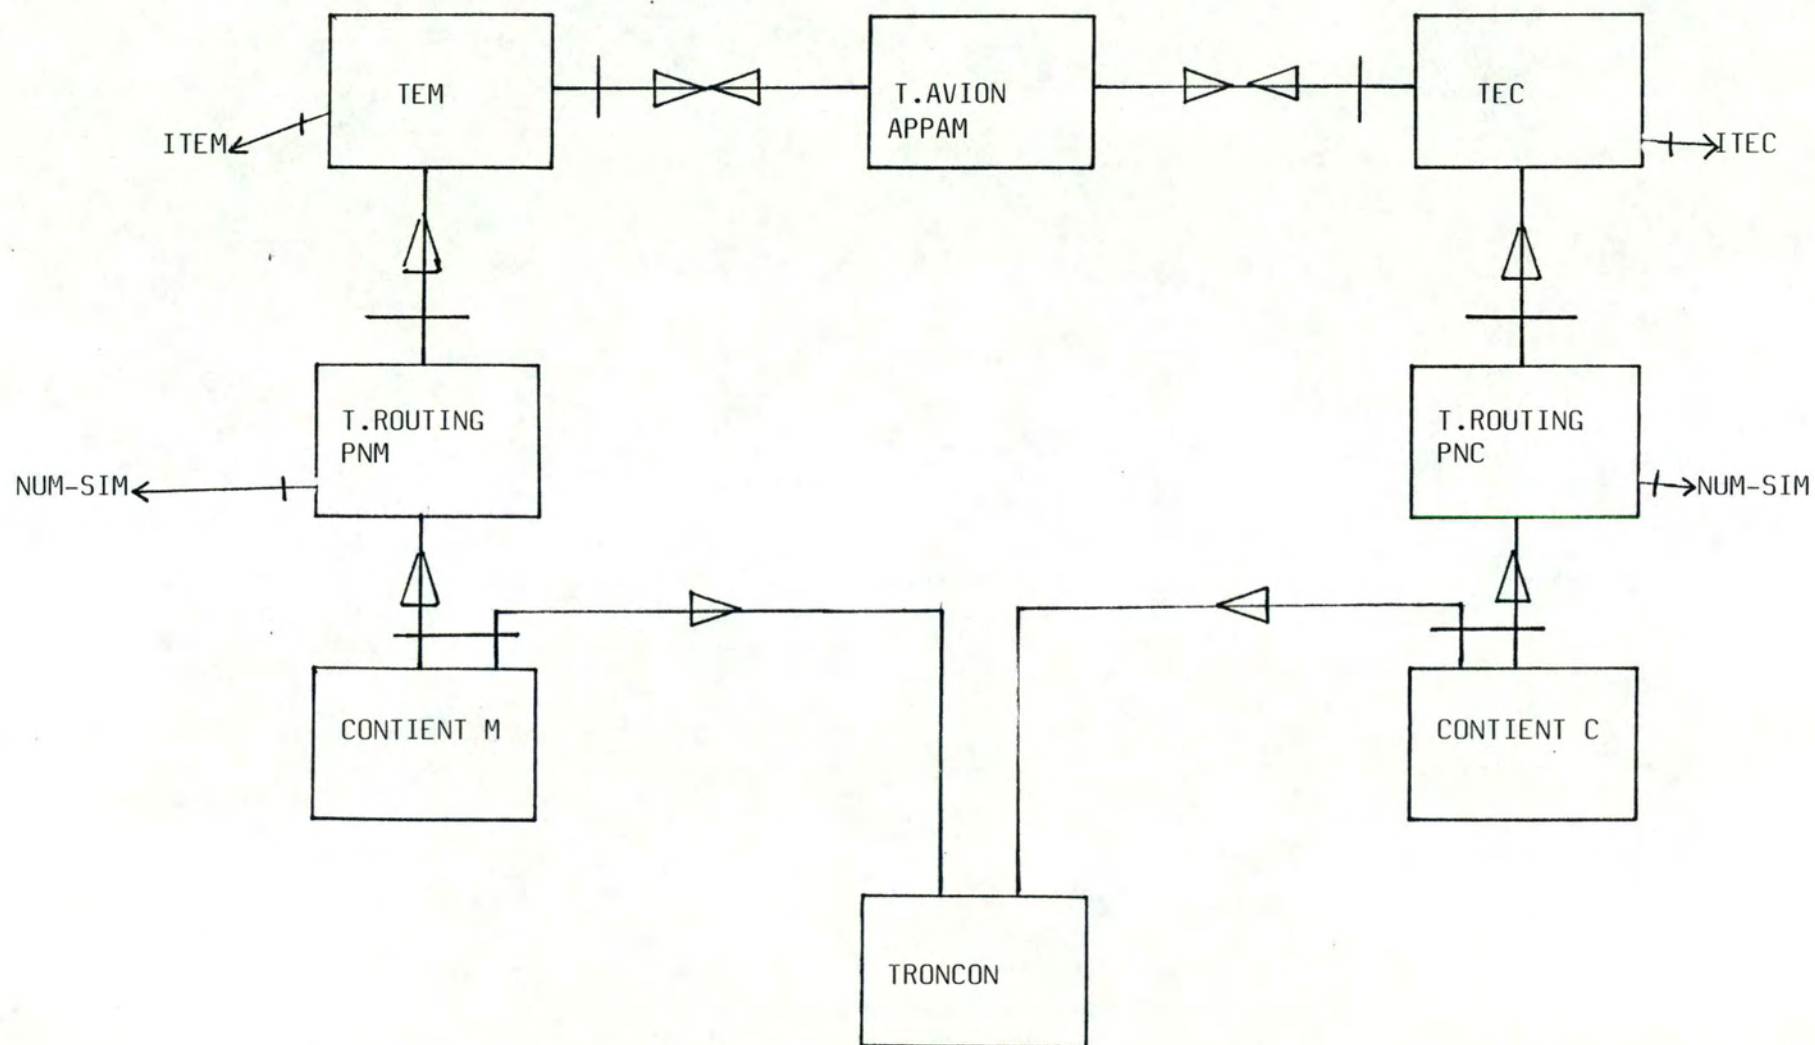 TEM
T.AVION
APPAM
TEC
ITEM
ITEC
T.ROUTING
PNM
T.ROUTING
PNC
NUM-SIM
NUM-SIM
CONTIENT M
CONTIENT C
TRONCON